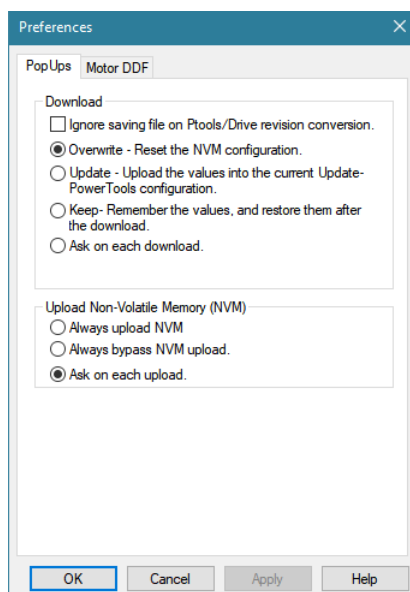 Preferences
PopUps Motor DDF
Download
Ignore saving file on Ptools/Drive revision conversion.
Overwrite - Reset the NVM configuration.
Update - Upload the values into the current Update-
PowerTools configuration.
Keep- Remember the values, and restore them after
the download.
Ask on each download.
Upload Non-Volatile Memory (NVM)
Always upload NVM
Always bypass NVM upload.
Ask on each upload.
OK Cancel Apply Help